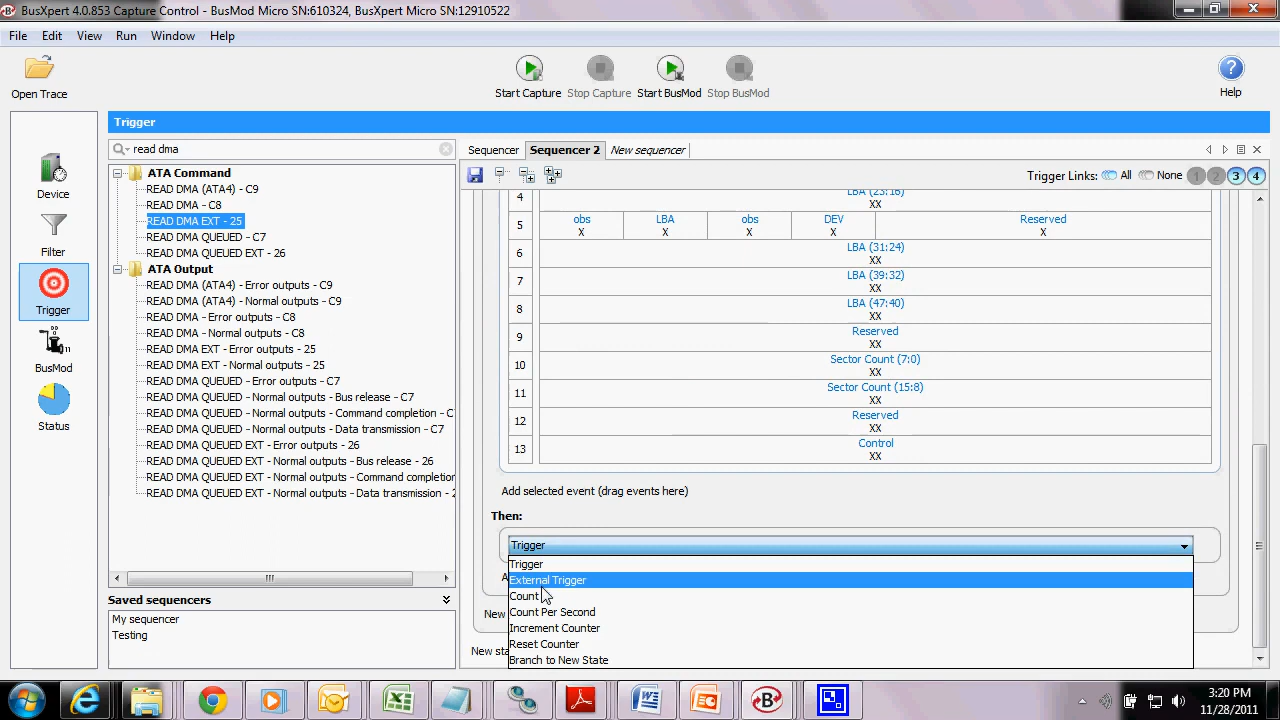 BusXpert 4.0.853 Capture Control - BusMod Micro SN:610324, BusXpert Micro SN:12910522
File Edit View Run Window Help
Open Trace
Start Capture Stop Capture Start BusMod Stop BusMod
Help
Device
Filter
Trigger
BusMod
Status
Trigger
read dma
ATA Command
READ DMA (ATA4) - C9
READ DMA - C8
READ DMA EXT - 25
READ DMA QUEUED - C7
READ DMA QUEUED EXT - 26
ATA Output
READ DMA (ATA4) - Error outputs - C9
READ DMA (ATA4) - Normal outputs - C9
READ DMA - Error outputs - C8
READ DMA - Normal outputs - C8
READ DMA EXT - Error outputs - 25
READ DMA EXT - Normal outputs - 25
READ DMA QUEUED - Error outputs - C7
READ DMA QUEUED - Normal outputs - Bus release - C7
READ DMA QUEUED - Normal outputs - Command completion - C
READ DMA QUEUED - Normal outputs - Data transmission - C7
READ DMA QUEUED EXT - Error outputs - 26
READ DMA QUEUED EXT - Normal outputs - Bus release - 26
READ DMA QUEUED EXT - Normal outputs - Command completion
READ DMA QUEUED EXT - Normal outputs - Data transmission - 2
Saved sequencers
My sequencer
Testing
Sequencer Sequencer 2 New sequencer
Trigger Links: All None 1 2 3 4
4 LBA (23:16)
XX
5 obs LBA obs DEV Reserved
X X X X X
6 LBA (31:24)
XX
7 LBA (39:32)
XX
8 LBA (47:40)
XX
9 Reserved
XX
10 Sector Count (7:0)
XX
11 Sector Count (15:8)
XX
12 Reserved
XX
13 Control
XX
Add selected event (drag events here)
Then:
Trigger
Trigger
External Trigger
Count
Count Per Second
Increment Counter
Reset Counter
Branch to New State
New
New sta
3:20 PM
11/28/2011